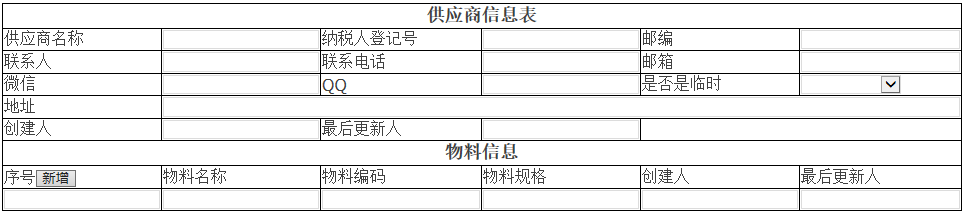 供应商信息表
供应商名称 纳税人登记号 邮编
联系人 联系电话 邮箱
微信 QQ 是否是临时
地址
创建人 最后更新人
物料信息
序号 新增 物料名称 物料编码 物料规格 创建人 最后更新人